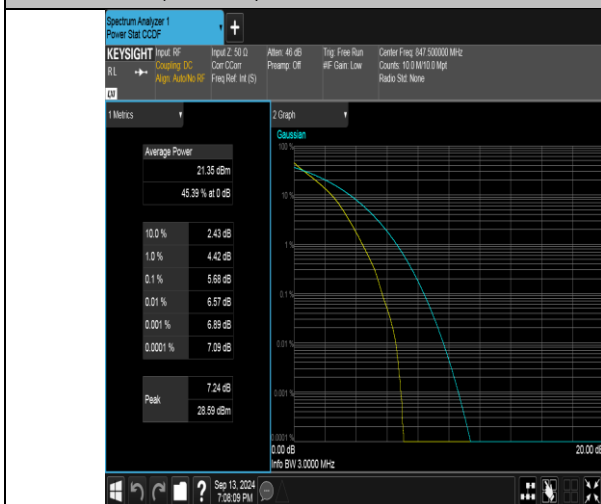 Spectrum Analyzer 1
Power Stat CCDF
+
KEYSIGHT
RL
Input: RF
Coupling: DC
Align: Auto/No RF
Input Z: 50 Ω
Corr CCorr
Freq Ref: Int (S)
Atten: 46 dB
Preamp: Off
Trig: Free Run
#IF Gain: Low
Center Freq: 847.500000 MHz
Counts: 10.0 M/10.0 Mpt
Radio Std: None
1 Metrics
Average Power
21.35 dBm
45.39 % at 0 dB
10.0 % 2.43 dB
1.0 % 4.42 dB
0.1 % 5.68 dB
0.01 % 6.57 dB
0.001 % 6.89 dB
0.0001 % 7.09 dB
Peak 7.24 dB
28.59 dBm
2 Graph
Gaussian
100 %
10 %
1 %
0.1 %
0.01 %
0.001 %
0.0001 %
0.00 dB
20.00 dB
Info BW 3.0000 MHz
?
Sep 13, 2024
7:08:09 PM